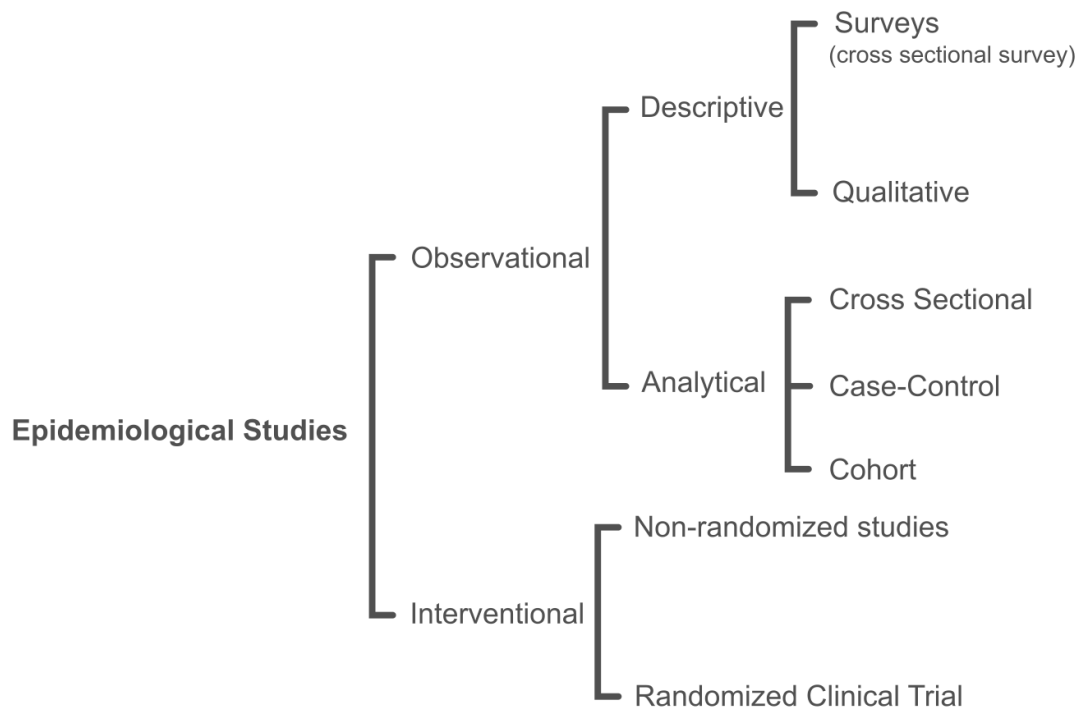 Surveys
(cross sectional survey)
Descriptive
Qualitative
Observational
Cross Sectional
Analytical
Case-Control
Epidemiological Studies
Cohort
Non-randomized studies
Interventional
Randomized Clinical Trial